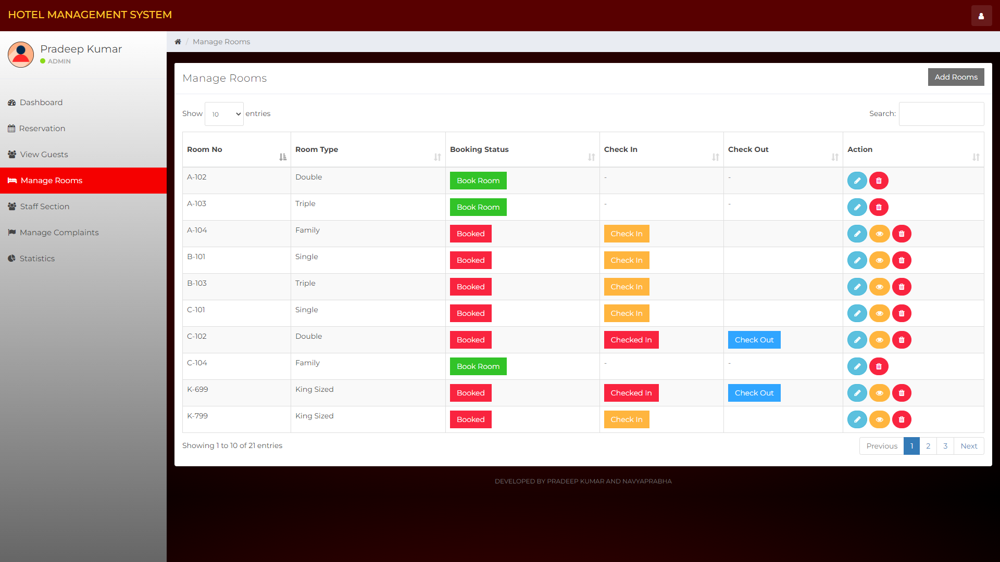 HOTEL MANAGEMENT SYSTEM
Pradeep Kumar
ADMIN
Dashboard
Reservation
View Guests
Manage Rooms
Staff Section
Manage Complaints
Statistics
/ Manage Rooms
Manage Rooms
Add Rooms
Show 10 entries
Search:
Room No Room Type Booking Status Check In Check Out Action
A-102 Double Book Room - -
A-103 Triple Book Room - -
A-104 Family Booked Check In
B-101 Single Booked Check In
B-103 Triple Booked Check In
C-101 Single Booked Check In
C-102 Double Booked Checked In Check Out
C-104 Family Book Room - -
K-699 King Sized Booked Checked In Check Out
K-799 King Sized Booked Check In
Showing 1 to 10 of 21 entries
Previous 1 2 3 Next
DEVELOPED BY PRADEEP KUMAR AND NAVYAPRABHA